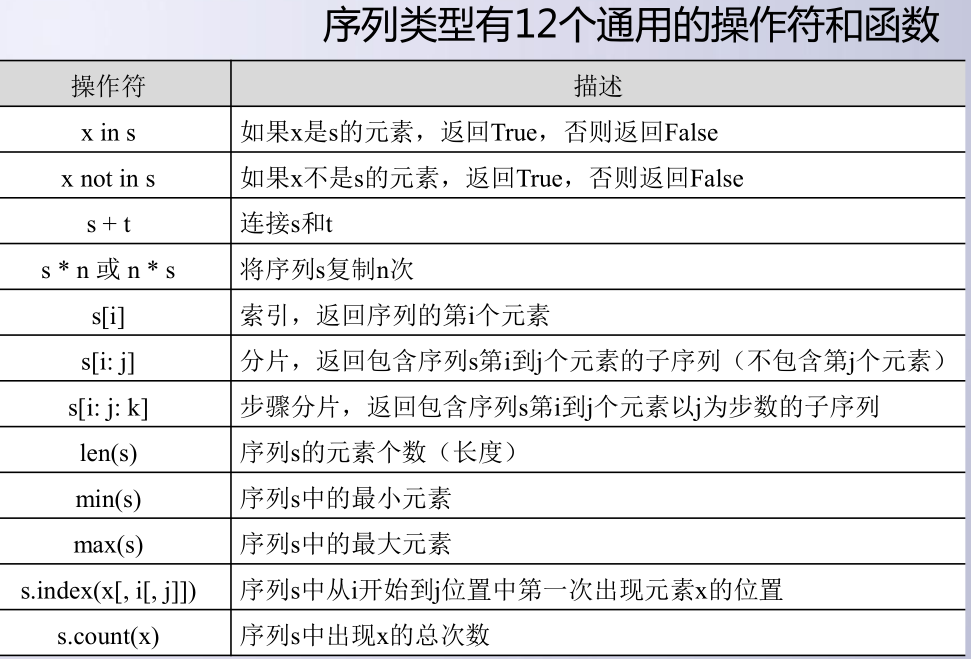 序列类型有12个通用的操作符和函数
操作符 描述
x in s 如果x是s的元素，返回True，否则返回False
x not in s 如果x不是s的元素，返回True，否则返回False
s + t 连接s和t
s * n 或 n * s 将序列s复制n次
s[i] 索引，返回序列的第i个元素
s[i: j] 分片，返回包含序列s第i到j个元素的子序列（不包含第j个元素）
s[i: j: k] 步骤分片，返回包含序列s第i到j个元素以j为步数的子序列
len(s) 序列s的元素个数（长度）
min(s) 序列s中的最小元素
max(s) 序列s中的最大元素
s.index(x[, i[, j]]) 序列s中从i开始到j位置中第一次出现元素x的位置
s.count(x) 序列s中出现x的总次数